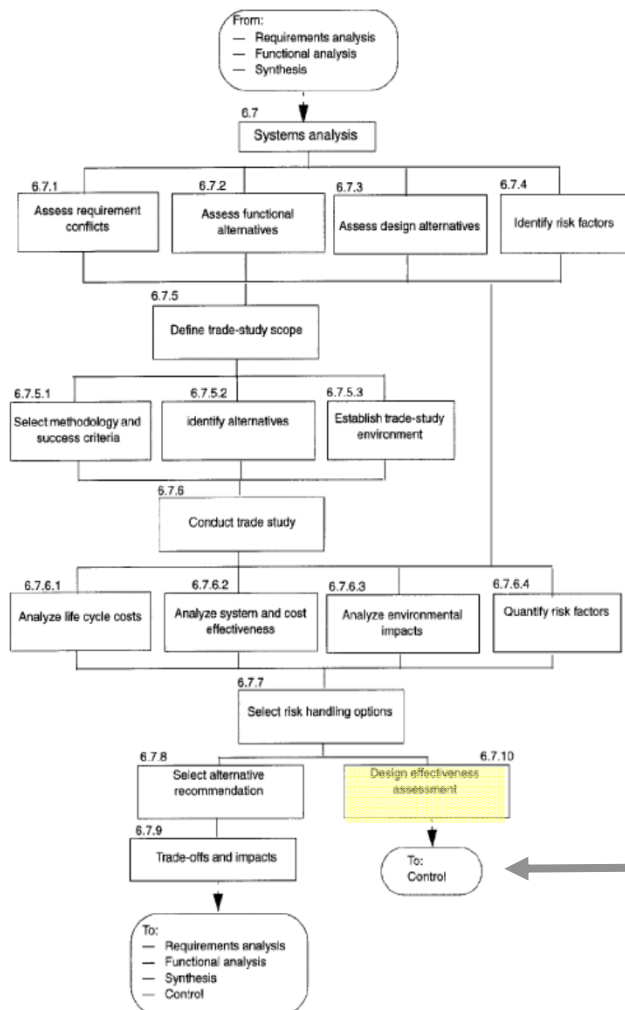 From:
— Requirements analysis
— Functional analysis
— Synthesis
6.7
Systems analysis
6.7.1
Assess requirement
conflicts
6.7.2
Assess functional
alternatives
6.7.3
Assess design alternatives
6.7.4
Identify risk factors
6.7.5
Define trade-study scope
6.7.5.1
Select methodology and
success criteria
6.7.5.2
identify alternatives
6.7.5.3
Establish trade-study
environment
6.7.6
Conduct trade study
6.7.6.1
Analyze life cycle costs
6.7.6.2
Analyze system and cost
effectiveness
6.7.6.3
Analyze environmental
impacts
6.7.6.4
Quantify risk factors
6.7.7
Select risk handling options
6.7.8
Select alternative
recommendation
6.7.10
Design effectiveness
assessment
6.7.9
Trade-offs and impacts
To:
Control
To:
— Requirements analysis
— Functional analysis
— Synthesis
— Control